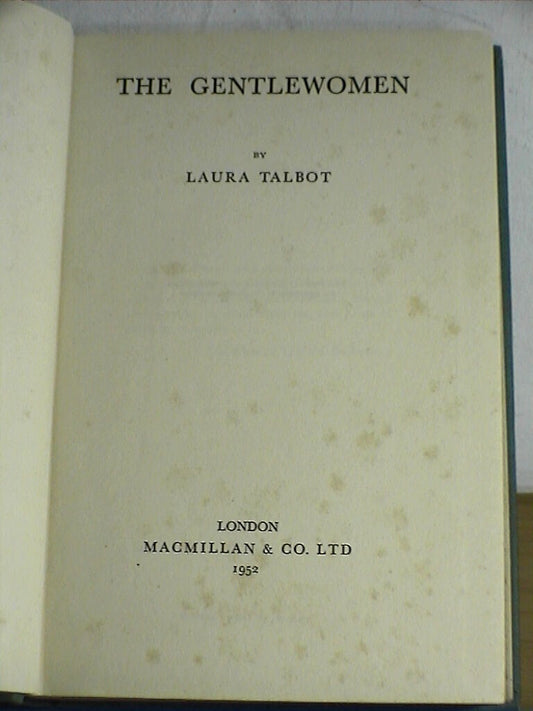 THE GENTLEWOMEN
BY
LAURA TALBOT
LONDON
MACMILLAN & CO. LTD
1952